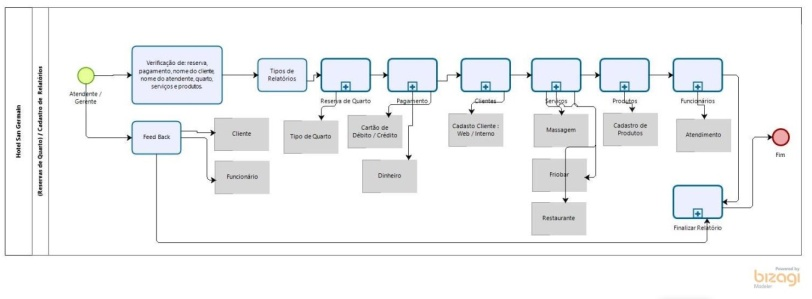 Hotel San Germain
(Reservas de Quarto) / Cadastro de Relatórios
Atendente /
Gerente
Verificação de: reserva,
pagamento, nome do cliente,
nome do atendente, quarto,
serviços e produtos.
Tipos de
Relatórios
Reserva de Quarto
Pagamento
Clientes
Serviços
Produtos
Funcionários
Feed Back
Cliente
Funcionário
Tipo de Quarto
Cartão de
Débito / Crédito
Dinheiro
Cadasto Cliente :
Web / Interno
Massagem
Friobar
Restaurante
Cadastro de
Produtos
Atendimento
Finalizar Relatório
Fim
Powered by
bizagi
Modeler